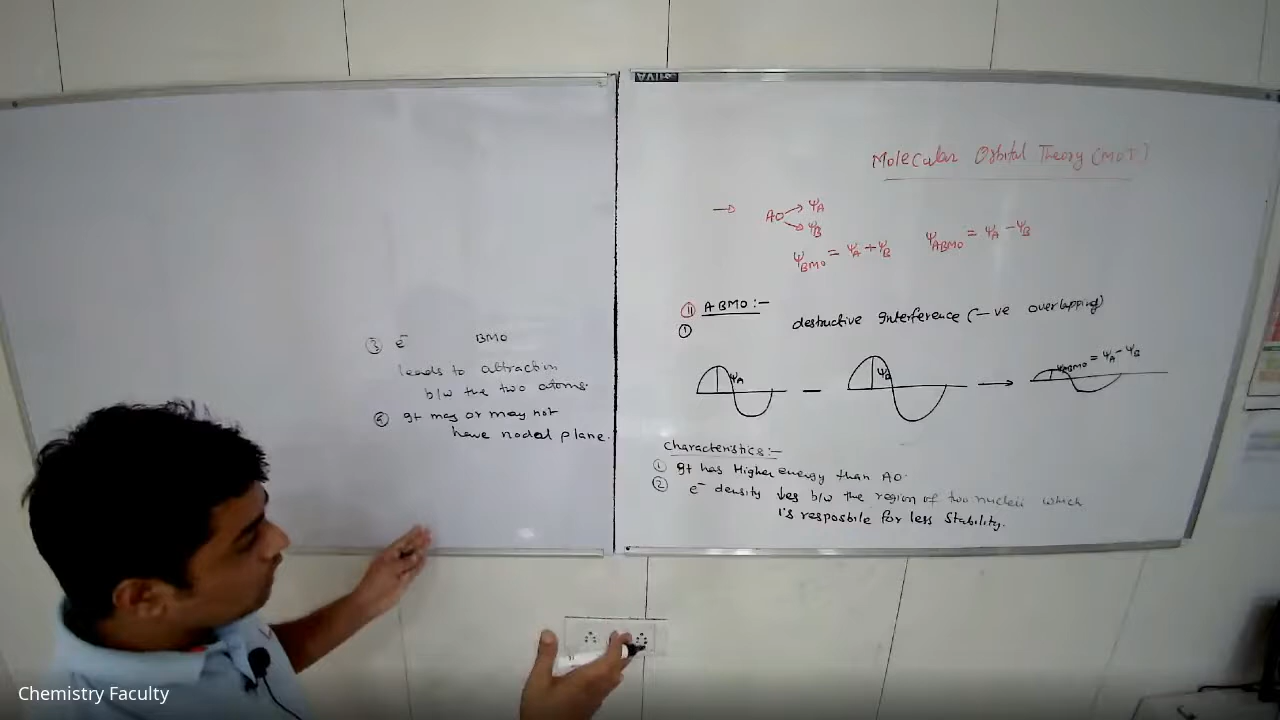 SHIVA
③ e⁻ BMO
leads to attraction
b/w the two atoms.
It may or may not
have nodal plane.
Molecular Orbital Theory (MOT)
→ AO → ψA
→ ψB
ψBMO = ψA + ψB ψABMO = ψA - ψB
II ABMO :-
① destructive Interference (-ve overlapping)
ψA - ψB → ψABMO = ψA - ψB
Characteristics :-
① It has Higher energy than AO.
② e⁻ density ↓es b/w the region of two nuclei which
is resposbile for less Stability.
Chemistry Faculty